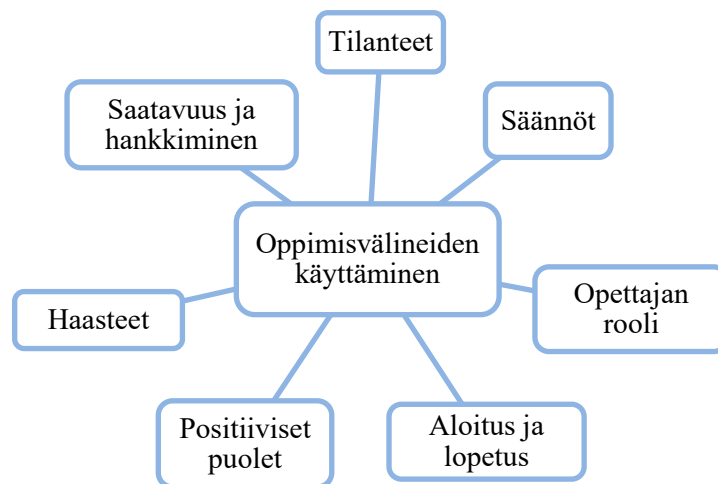 Tilanteet
Saatavuus ja
hankkiminen
Säännöt
Oppimisvälineiden
käyttäminen
Opettajan
rooli
Haasteet
Positiiviset
puolet
Aloitus ja
lopetus